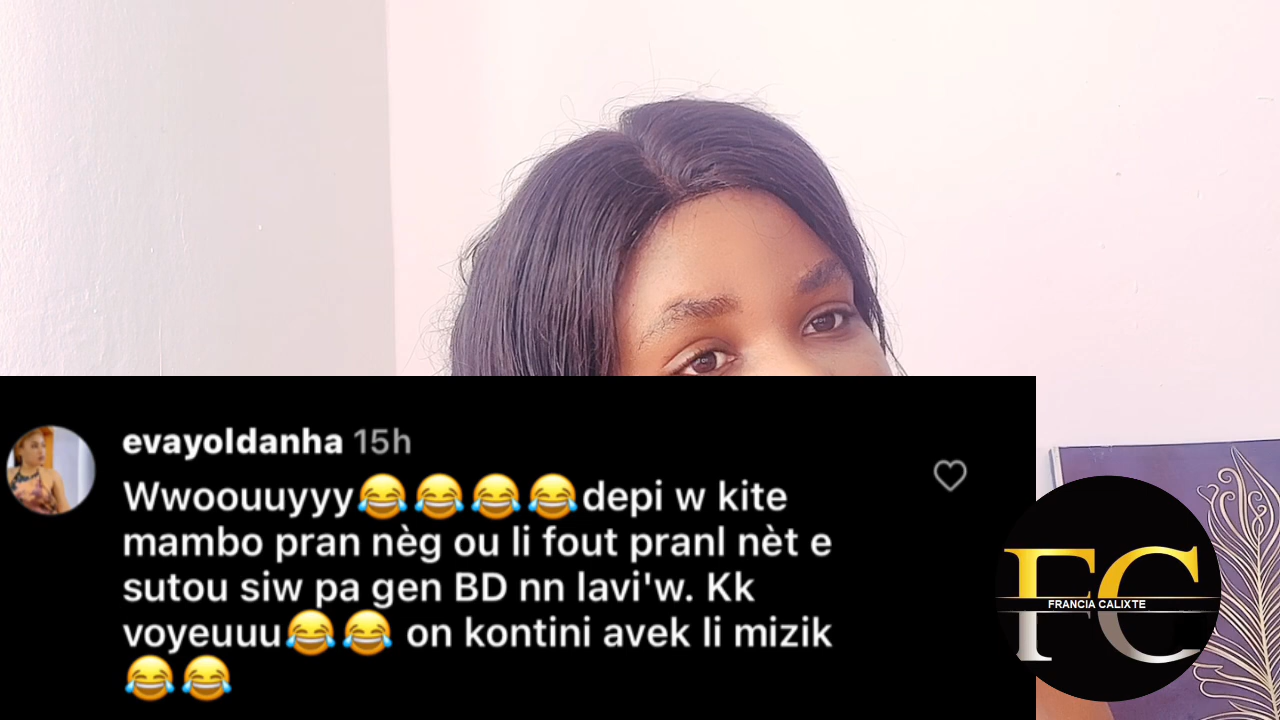 evayoldanha 15h
Wwoouuyyy😂😂😂😂depi w kite
mambo pran nèg ou li fout pranl nèt e
sutou siw pa gen BD nn lavi'w. Kk
voyeuuu😂😂 on kontini avek li mizik
😂😂
FC
FRANCIA CALIXTE